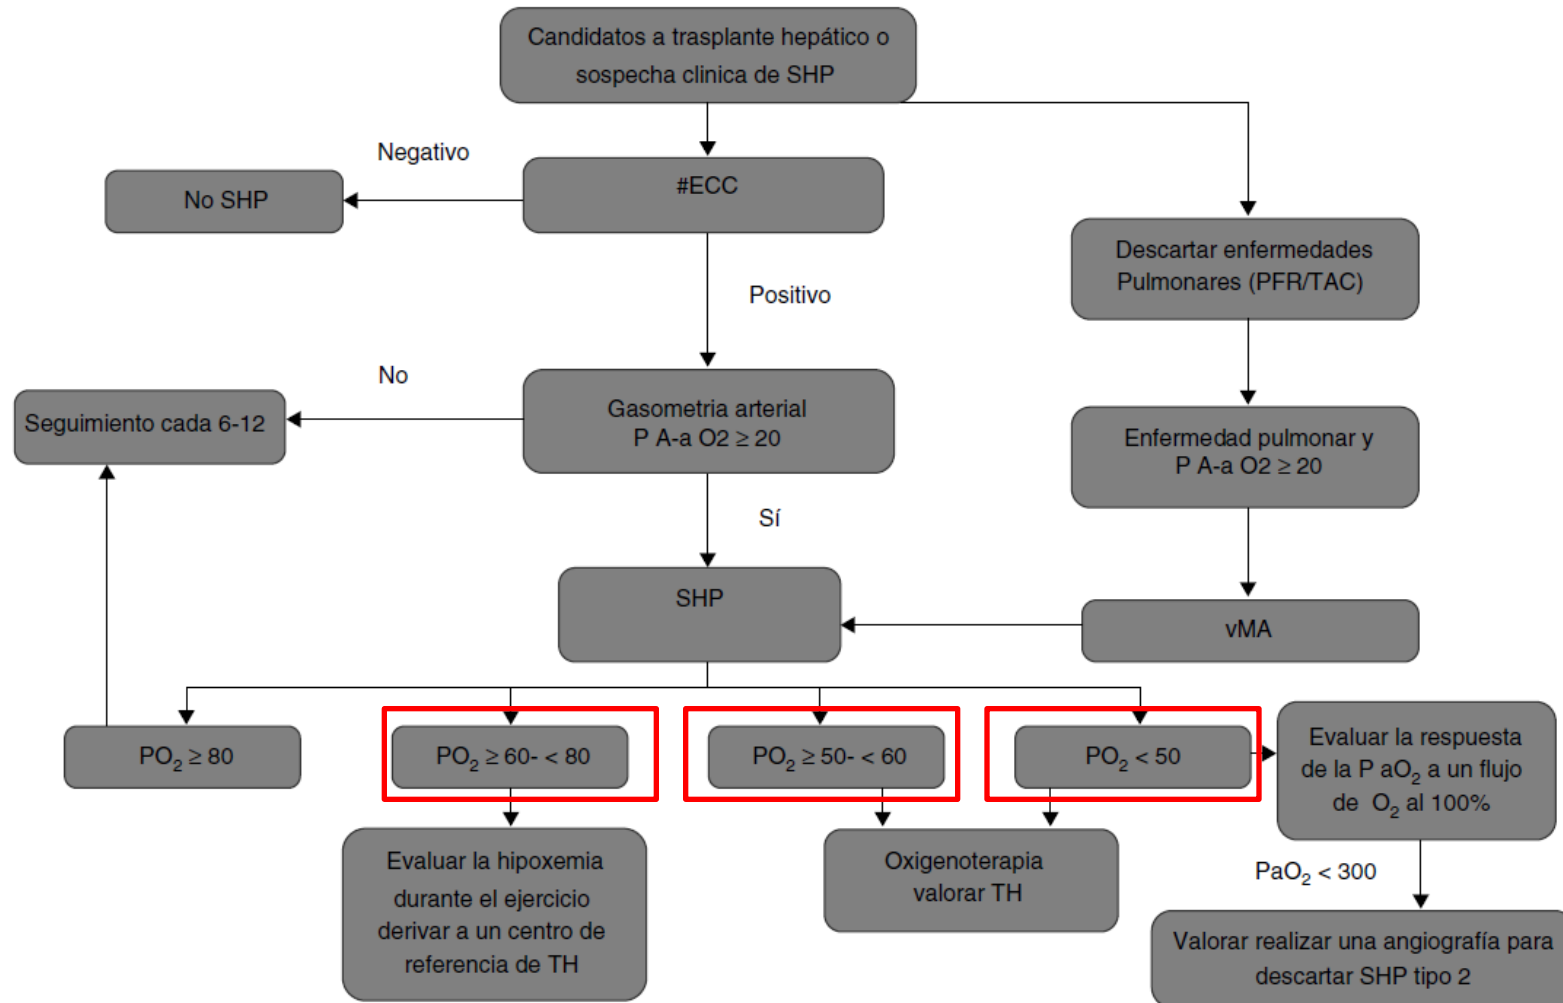 Candidatos a trasplante hepático o
sospecha clinica de SHP
Negativo
#ECC
No SHP
Descartar enfermedades
Pulmonares (PFR/TAC)
Positivo
No
Seguimiento cada 6-12
Gasometria arterial
P A-a O2 ≥ 20
Enfermedad pulmonar y
P A-a O2 ≥ 20
Sí
SHP
vMA
PO₂ ≥ 80
PO₂ ≥ 60- < 80
PO₂ ≥ 50- < 60
PO₂ < 50
Evaluar la respuesta
de la P aO₂ a un flujo
de O₂ al 100%
Evaluar la hipoxemia
durante el ejercicio
derivar a un centro de
referencia de TH
Oxigenoterapia
valorar TH
PaO₂ < 300
Valorar realizar una angiografía para
descartar SHP tipo 2